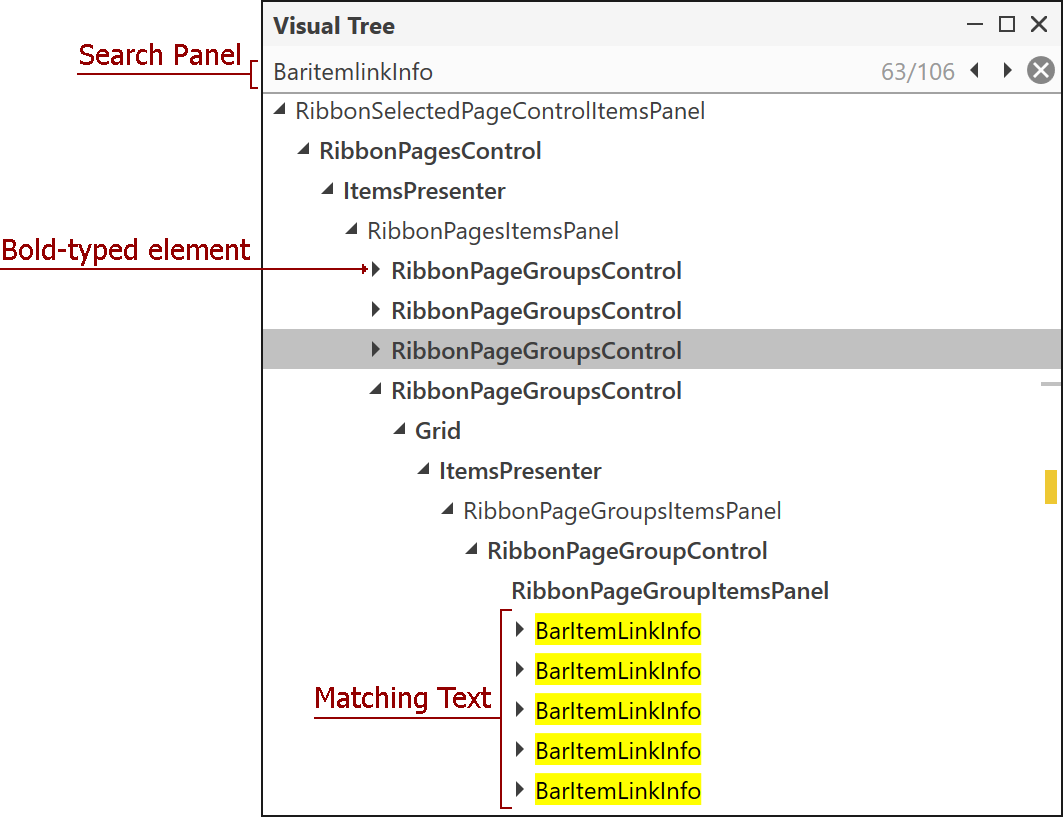 Visual Tree
Search Panel
BaritemlinkInfo 63/106
RibbonSelectedPageControlItemsPanel
RibbonPagesControl
ItemsPresenter
RibbonPagesItemsPanel
Bold-typed element
RibbonPageGroupsControl
RibbonPageGroupsControl
RibbonPageGroupsControl
RibbonPageGroupsControl
Grid
ItemsPresenter
RibbonPageGroupsItemsPanel
RibbonPageGroupControl
RibbonPageGroupItemsPanel
BarItemLinkInfo
BarItemLinkInfo
Matching Text
BarItemLinkInfo
BarItemLinkInfo
BarItemLinkInfo